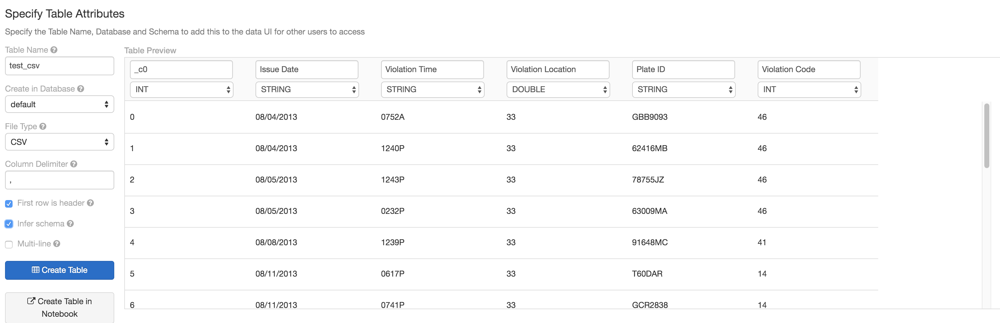 Specify Table Attributes
Specify the Table Name, Database and Schema to add this to the data UI for other users to access
Table Name
test_csv
Create in Database
default
File Type
CSV
Column Delimiter
,
First row is header
Infer schema
Multi-line
Create Table
Create Table in
Notebook
Table Preview
_c0 Issue Date Violation Time Violation Location Plate ID Violation Code
INT STRING STRING DOUBLE STRING INT
0 08/04/2013 0752A 33 GBB9093 46
1 08/04/2013 1240P 33 62416MB 46
2 08/05/2013 1243P 33 78755JZ 46
3 08/05/2013 0232P 33 63009MA 46
4 08/08/2013 1239P 33 91648MC 41
5 08/11/2013 0617P 33 T60DAR 14
6 08/11/2013 0741P 33 GCR2838 14